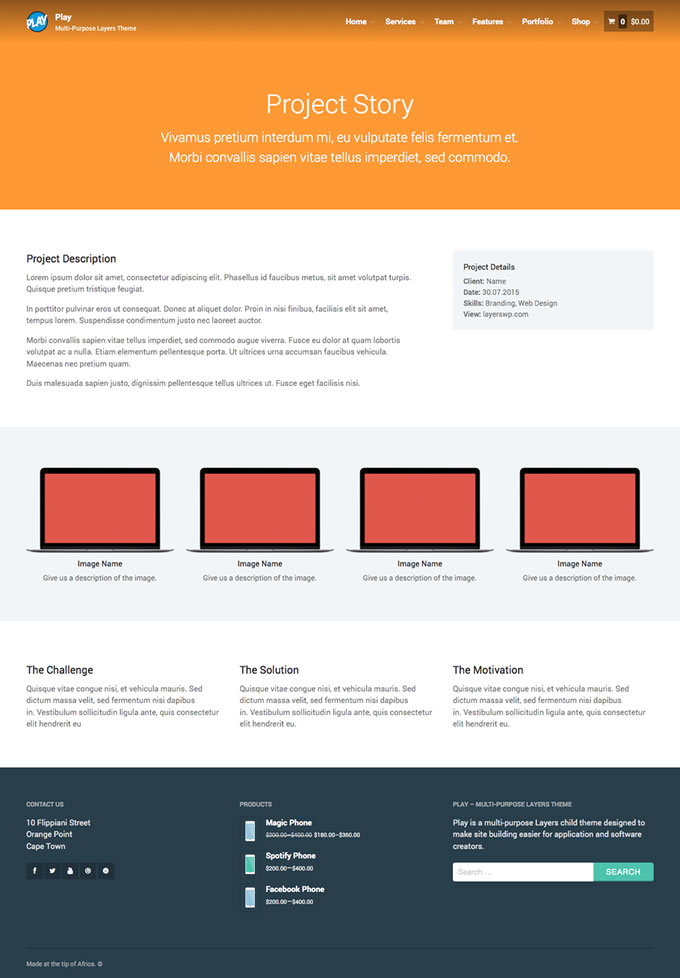 PLAY
Play
Multi-Purpose Layers Theme
Home Services Team Features Portfolio Shop 0 $0.00
Project Story
Vivamus pretium interdum mi, eu vulputate felis fermentum et.
Morbi convallis sapien vitae tellus imperdiet, sed commodo.
Project Description
Lorem ipsum dolor sit amet, consectetur adipiscing elit. Phasellus id faucibus metus, sit amet volutpat turpis.
Quisque pretium tristique feugiat.
In porttitor pulvinar eros ut consequat. Donec at aliquet dolor. Proin in nisi finibus, facilisis elit sit amet,
tempus lorem. Suspendisse condimentum justo nec laoreet auctor.
Morbi convallis sapien vitae tellus imperdiet, sed commodo augue viverra. Fusce eu dolor at quam lobortis
volutpat ac a nulla. Etiam elementum pellentesque porta. Ut ultrices urna accumsan faucibus vehicula.
Maecenas nec pretium quam.
Duis malesuada sapien justo, dignissim pellentesque tellus ultrices ut. Fusce eget facilisis nisi.
Project Details
Client: Name
Date: 30.07.2015
Skills: Branding, Web Design
View: layerswp.com
Image Name
Give us a description of the image.
Image Name
Give us a description of the image.
Image Name
Give us a description of the image.
Image Name
Give us a description of the image.
The Challenge
Quisque vitae congue nisi, et vehicula mauris. Sed
dictum massa velit, sed fermentum nisi dapibus
in. Vestibulum sollicitudin ligula ante, quis consectetur
elit hendrerit eu
The Solution
Quisque vitae congue nisi, et vehicula mauris. Sed
dictum massa velit, sed fermentum nisi dapibus
in. Vestibulum sollicitudin ligula ante, quis consectetur
elit hendrerit eu.
The Motivation
Quisque vitae congue nisi, et vehicula mauris. Sed
dictum massa velit, sed fermentum nisi dapibus
in. Vestibulum sollicitudin ligula ante, quis consectetur
elit hendrerit eu.
CONTACT US
10 Flippiani Street
Orange Point
Cape Town
PRODUCTS
Magic Phone
$200.00–$400.00 $180.00–$360.00
Spotify Phone
$200.00–$400.00
Facebook Phone
$200.00–$400.00
PLAY – MULTI-PURPOSE LAYERS THEME
Play is a multi-purpose Layers child theme designed to
make site building easier for application and software
creators.
Search ... SEARCH
Made at the tip of Africa. ©